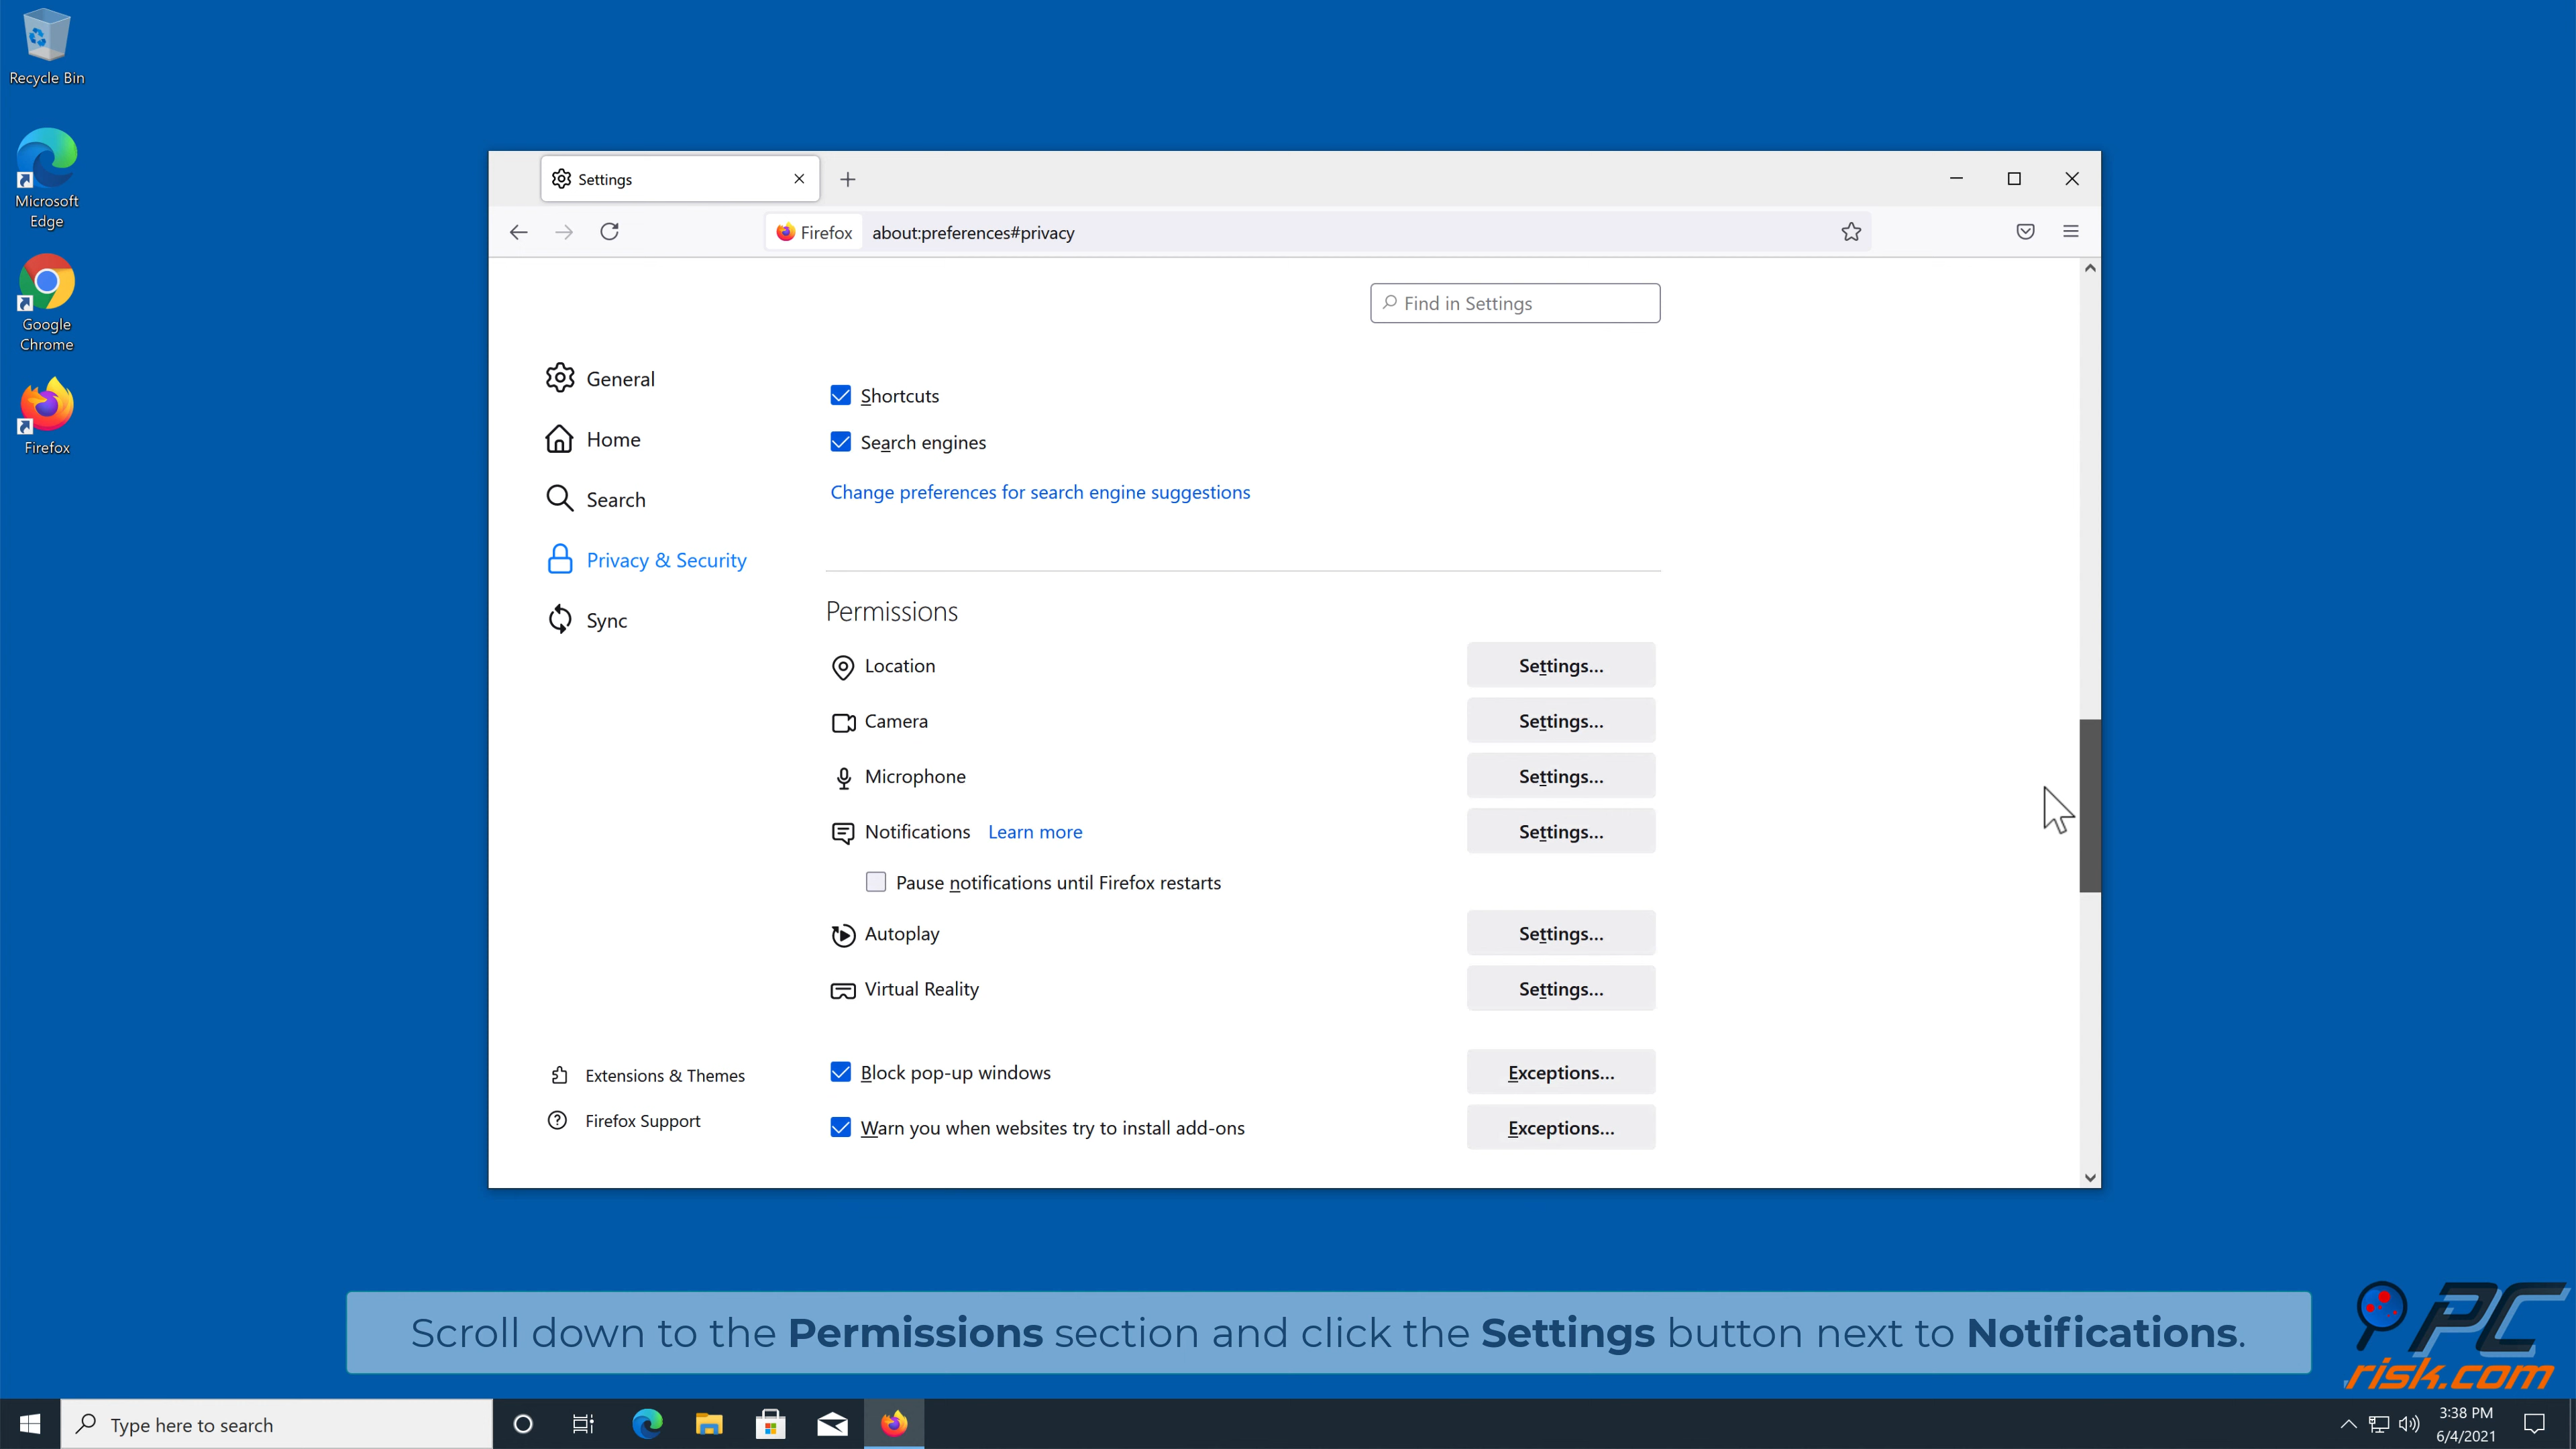 Recycle Bin
Microsoft
Edge
Google
Chrome
Firefox
Settings
Firefox about:preferences#privacy
Find in Settings
General
Home
Search
Privacy & Security
Sync
Extensions & Themes
Firefox Support
Shortcuts
Search engines
Change preferences for search engine suggestions
Permissions
Location Settings...
Camera Settings...
Microphone Settings...
Notifications Learn more Settings...
Pause notifications until Firefox restarts
Autoplay Settings...
Virtual Reality Settings...
Block pop-up windows Exceptions...
Warn you when websites try to install add-ons Exceptions...
Scroll down to the Permissions section and click the Settings button next to Notifications.
PC
risk.com
Type here to search
3:38 PM
6/4/2021